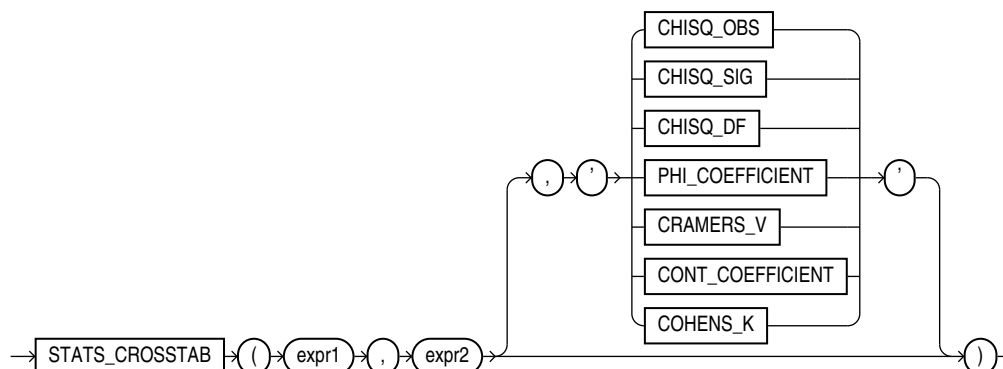 CHISQ_OBS
CHISQ_SIG
CHISQ_DF
, ’ PHI_COEFFICIENT ’
CRAMERS_V
CONT_COEFFICIENT
COHENS_K
STATS_CROSSTAB ( expr1 , expr2 )